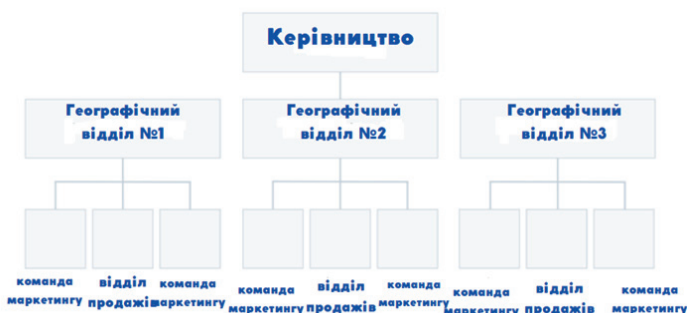 Керівництво
Географічний
відділ №1
Географічний
відділ №2
Географічний
відділ №3
команда
маркетингу
відділ
продажів
команда
маркетингу
команда
маркетингу
відділ
продажів
команда
маркетингу
команда
маркетингу
відділ
продажів
команда
маркетингу